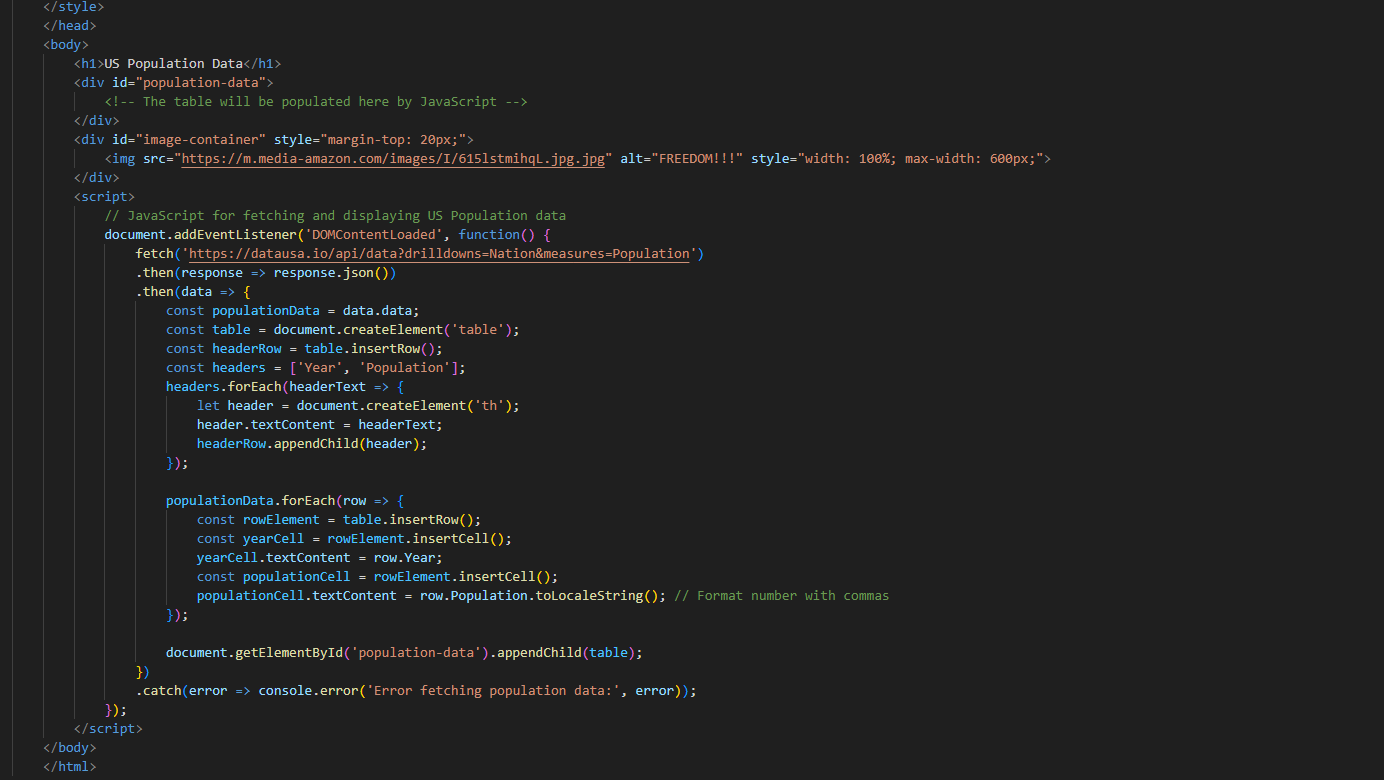 </style>
</head>
<body>
<h1>US Population Data</h1>
<div id="population-data">
<!-- The table will be populated here by JavaScript -->
</div>
<div id="image-container" style="margin-top: 20px;">
<img src="https://m.media-amazon.com/images/I/615lstmihqL.jpg.jpg" alt="FREEDOM!!!" style="width: 100%; max-width: 600px;">
</div>
<script>
// JavaScript for fetching and displaying US Population data
document.addEventListener('DOMContentLoaded', function() {
fetch('https://datausa.io/api/data?drilldowns=Nation&measures=Population')
.then(response => response.json())
.then(data => {
const populationData = data.data;
const table = document.createElement('table');
const headerRow = table.insertRow();
const headers = ['Year', 'Population'];
headers.forEach(headerText => {
let header = document.createElement('th');
header.textContent = headerText;
headerRow.appendChild(header);
});
populationData.forEach(row => {
const rowElement = table.insertRow();
const yearCell = rowElement.insertCell();
yearCell.textContent = row.Year;
const populationCell = rowElement.insertCell();
populationCell.textContent = row.Population.toLocaleString(); // Format number with commas
});
document.getElementById('population-data').appendChild(table);
})
.catch(error => console.error('Error fetching population data:', error));
});
</script>
</body>
</html>